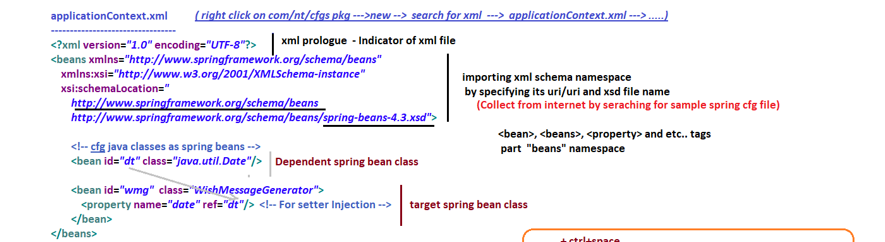 applicationContext.xml ( right click on com/nt/cfgs pkg --->new --> search for xml ---> applicationContext.xml ---> .....)
-------------------------------
<?xml version="1.0" encoding="UTF-8"?> xml prologue - Indicator of xml file
<beans xmlns="http://www.springframework.org/schema/beans"
xmlns:xsi="http://www.w3.org/2001/XMLSchema-instance"
xsi:schemaLocation="
http://www.springframework.org/schema/beans
http://www.springframework.org/schema/beans/spring-beans-4.3.xsd">
importing xml schema namespace
by specifying its uri/uri and xsd file name
(Collect from internet by seraching for sample spring cfg file)
<bean>, <beans>, <property> and etc.. tags
part "beans" namespace
<!-- cfg java classes as spring beans -->
<bean id="dt" class="java.util.Date"/> Dependent spring bean class
<bean id="wmg" class="WishMessageGenerator">
<property name="date" ref="dt"/> <!-- For setter Injection --> target spring bean class
</bean>
</beans>
+ ctrl+space